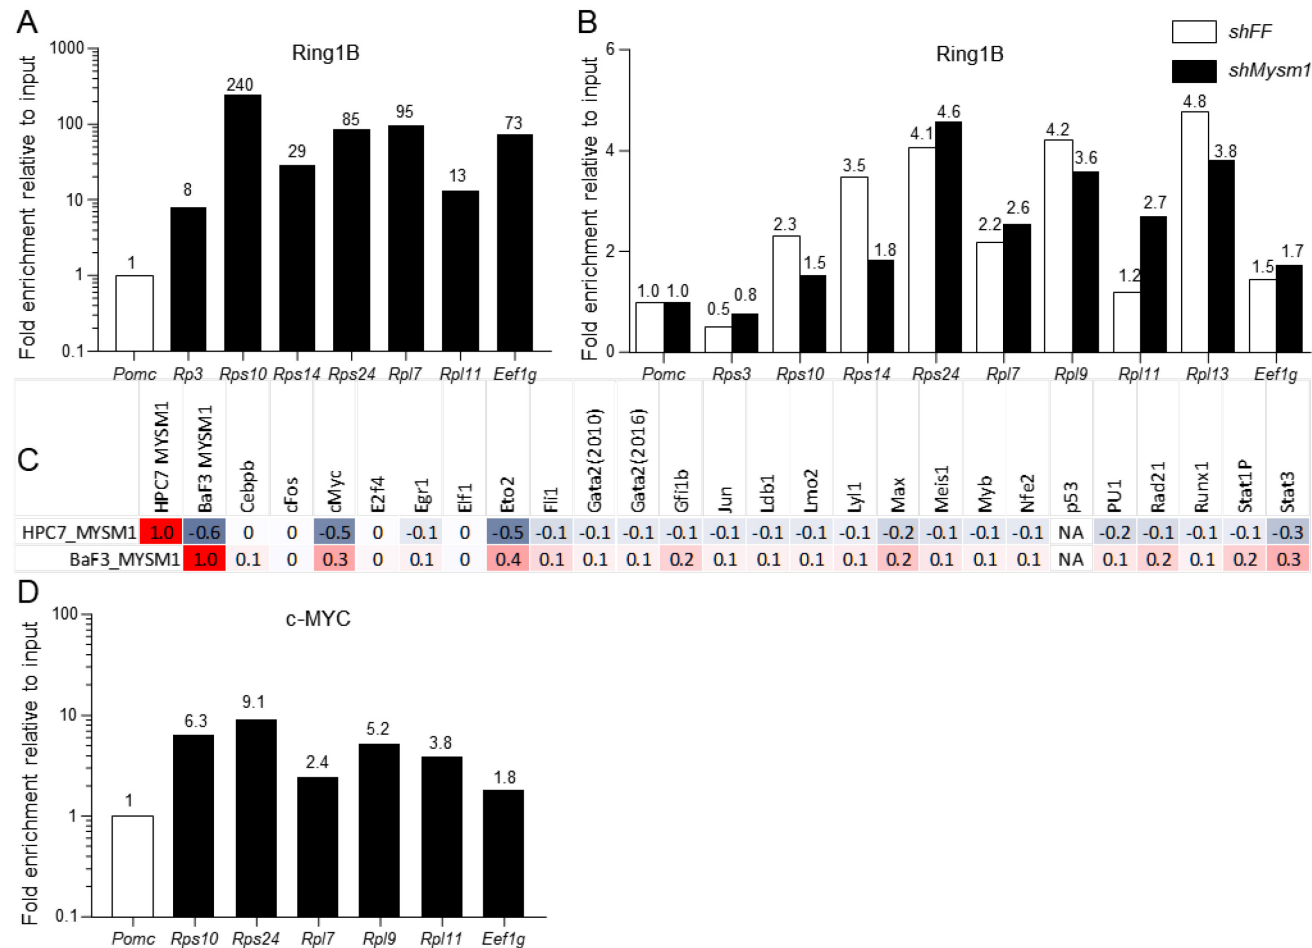 A
Ring1B
Fold enrichment relative to input
1000
100
10
1
0.1
1
8
240
29
85
95
13
73
Pomc Rp3 Rps10 Rps14 Rps24 Rpl7 Rpl11 Eef1g
B
Ring1B
shFF
shMysm1
Fold enrichment relative to input
6
4
2
0
1.0 1.0
0.5 0.8
2.3 1.5
3.5 1.8
4.1 4.6
2.2 2.6
4.2 3.6
1.2 2.7
4.8 3.8
1.5 1.7
Pomc Rps3 Rps10 Rps14 Rps24 Rpl7 Rpl9 Rpl11 Rpl13 Eef1g
C
HPC7 MYSM1
BaF3 MYSM1
Cebpb
cFos
cMyc
E2f4
Egr1
Elf1
Eto2
Fli1
Gata2(2010)
Gata2(2016)
Gfi1b
Jun
Ldb1
Lmo2
Lyl1
Max
Meis1
Myb
Nfe2
p53
PU1
Rad21
Runx1
Stat1P
Stat3
HPC7_MYSM1 1.0 -0.6 0 0 -0.5 0 -0.1 0 -0.5 -0.1 -0.1 -0.1 -0.1 -0.1 -0.1 -0.1 -0.1 -0.2 -0.1 -0.1 -0.1 NA -0.2 -0.1 -0.1 -0.1 -0.3
BaF3_MYSM1 1.0 0.1 0 0.3 0 0.1 0 0.4 0.1 0.1 0.1 0.2 0.1 0.1 0.1 0.1 0.2 0.1 0.1 0.1 NA 0.1 0.2 0.1 0.2 0.3
D
c-MYC
Fold enrichment relative to input
100
10
1
0.1
1
6.3
9.1
2.4
5.2
3.8
1.8
Pomc Rps10 Rps24 Rpl7 Rpl9 Rpl11 Eef1g